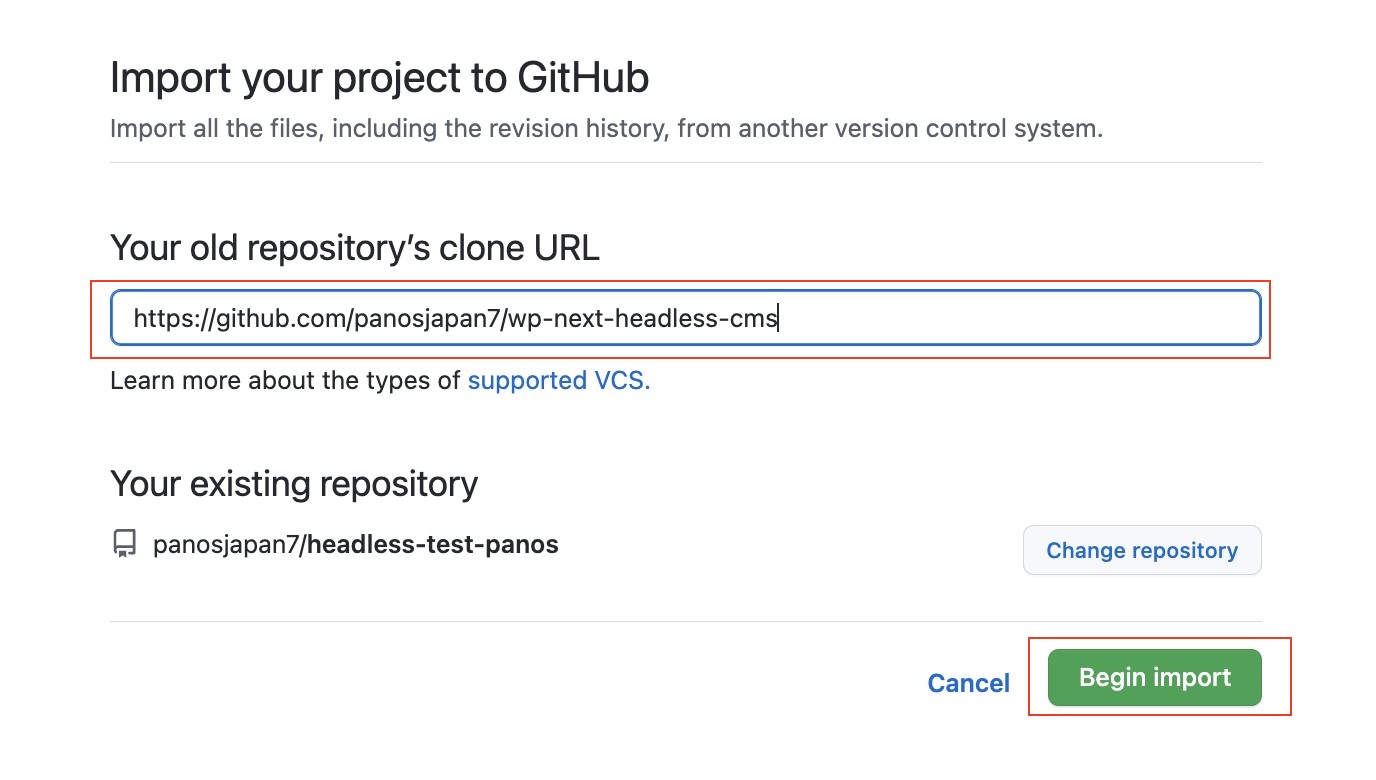 Import your project to GitHub
Import all the files, including the revision history, from another version control system.
Your old repository’s clone URL
https://github.com/panosjapan7/wp-next-headless-cms
Learn more about the types of supported VCS.
Your existing repository
panosjapan7/headless-test-panos
Change repository
Cancel
Begin import